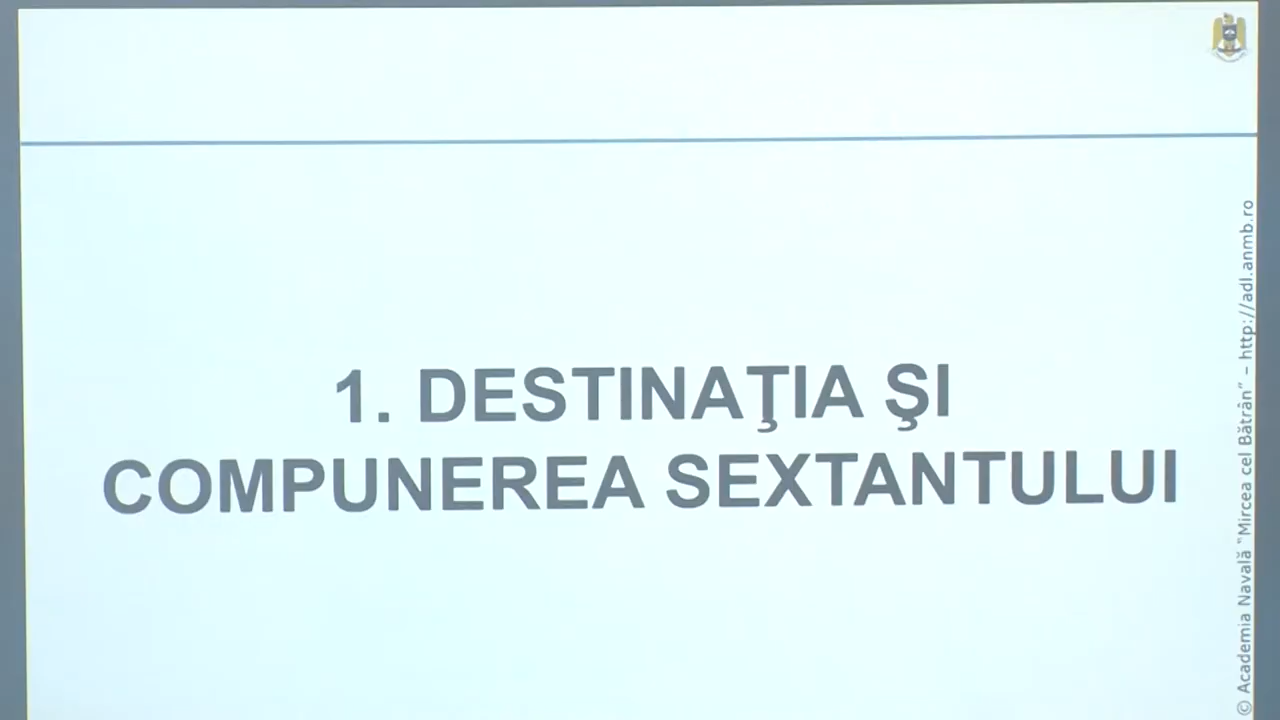 1. DESTINAŢIA ŞI
COMPUNEREA SEXTANTULUI
© Academia Navală "Mircea cel Bătrân" – http://adl.anmb.ro